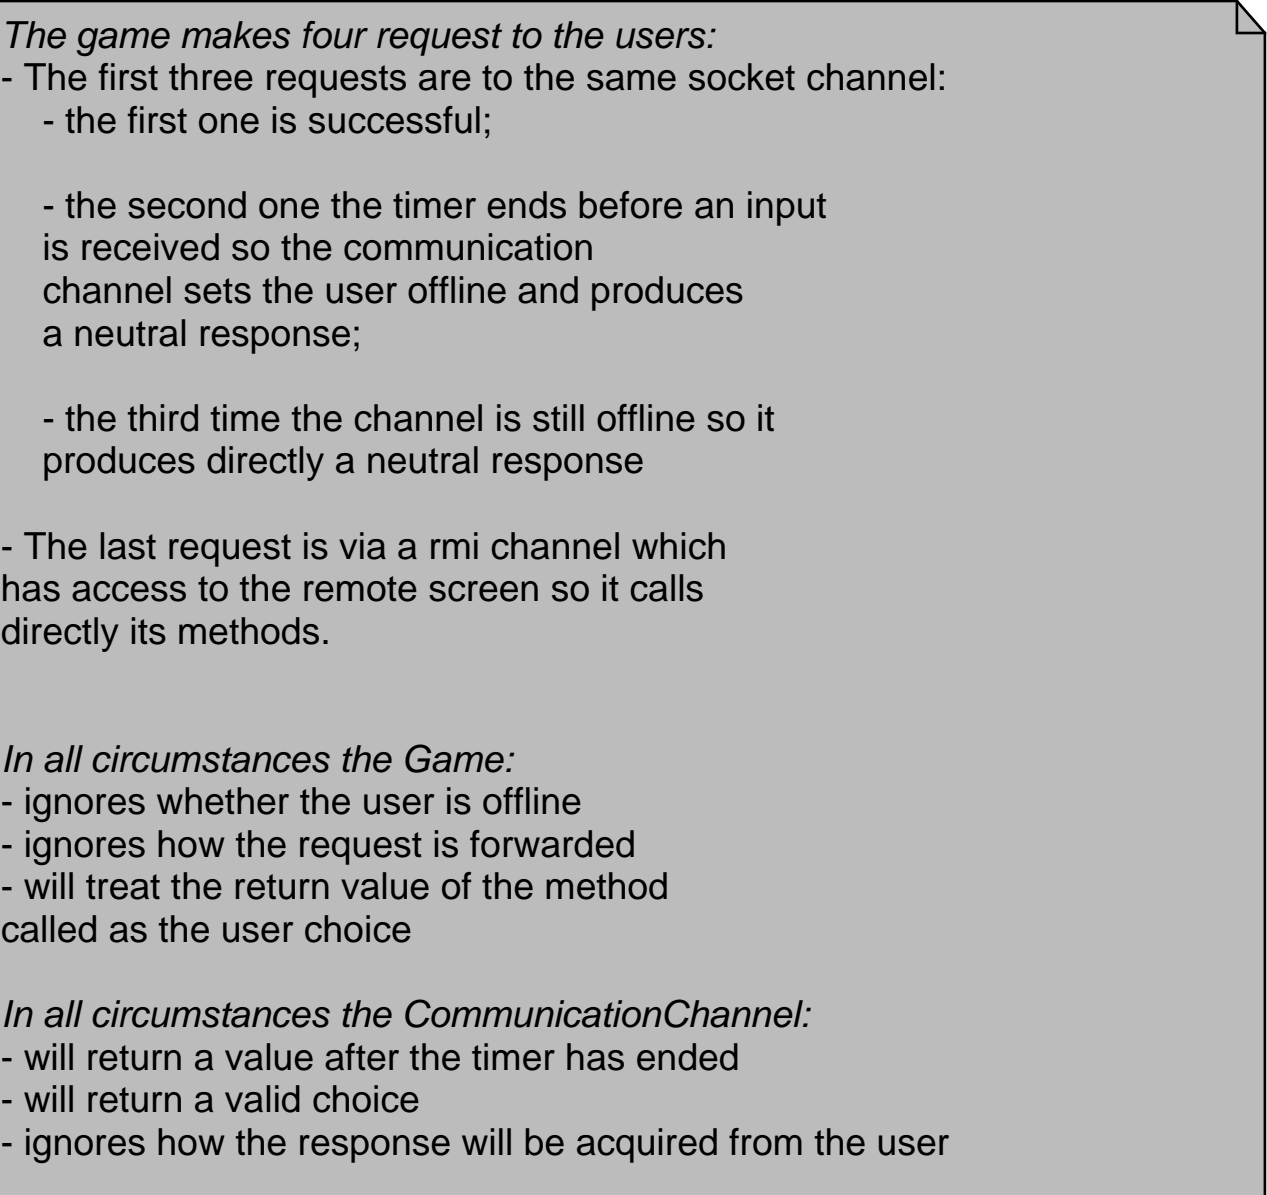 The game makes four request to the users:
- The first three requests are to the same socket channel:
- the first one is successful;
- the second one the timer ends before an input
is received so the communication
channel sets the user offline and produces
a neutral response;
- the third time the channel is still offline so it
produces directly a neutral response
- The last request is via a rmi channel which
has access to the remote screen so it calls
directly its methods.
In all circumstances the Game:
- ignores whether the user is offline
- ignores how the request is forwarded
- will treat the return value of the method
called as the user choice
In all circumstances the CommunicationChannel:
- will return a value after the timer has ended
- will return a valid choice
- ignores how the response will be acquired from the user